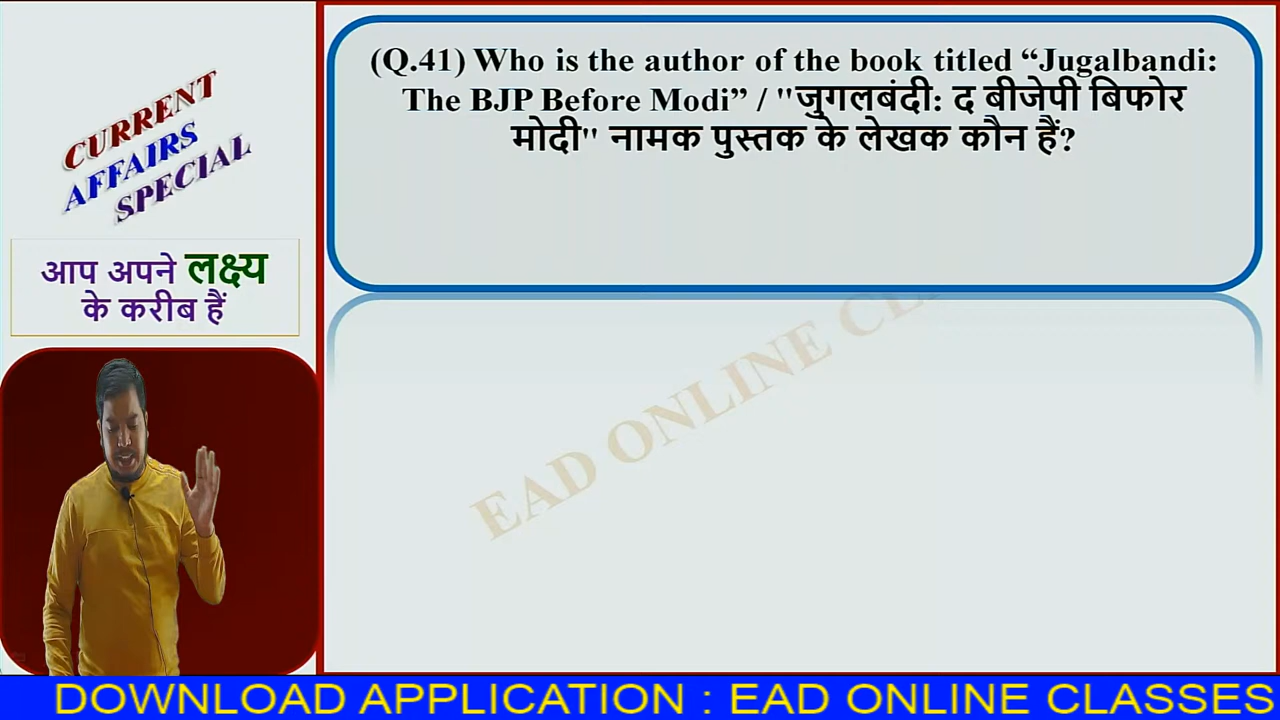 CURRENT
AFFAIRS
SPECIAL
आप अपने लक्ष्य
के करीब हैं
(Q.41) Who is the author of the book titled “Jugalbandi:
The BJP Before Modi” / "जुगलबंदी: द बीजेपी बिफोर
मोदी" नामक पुस्तक के लेखक कौन हैं?
EAD ONLINE CL
DOWNLOAD APPLICATION : EAD ONLINE CLASSES